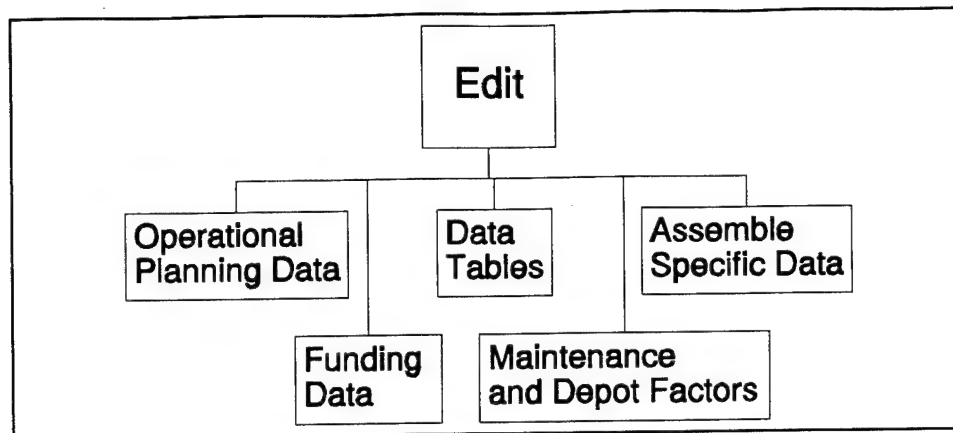 Edit
Operational
Planning Data
Data
Tables
Assemble
Specific Data
Funding
Data
Maintenance
and Depot Factors